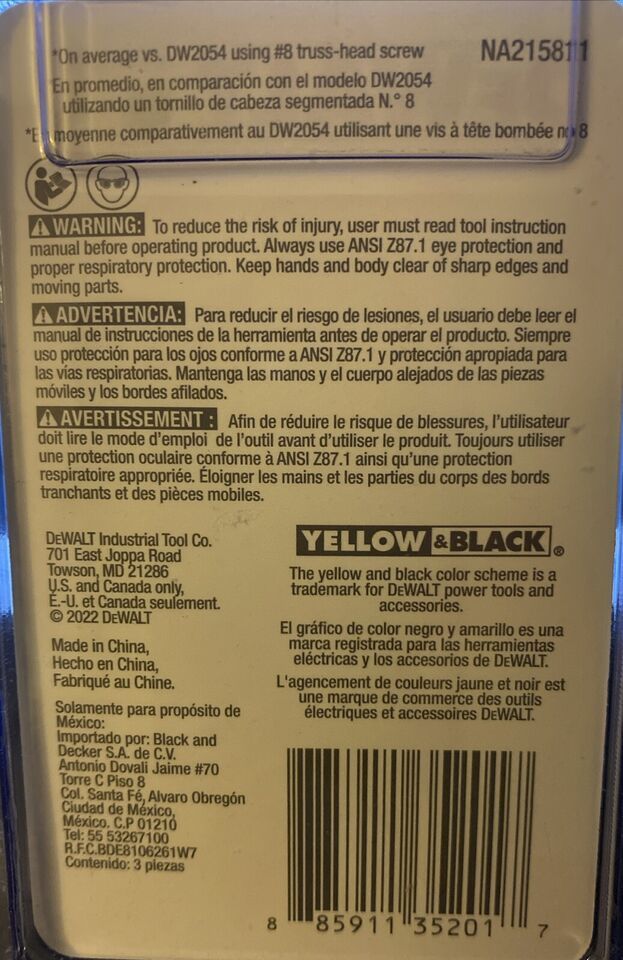 *On average vs. DW2054 using #8 truss-head screw
NA215811
En promedio, en comparación con el modelo DW2054
utilizando un tornillo de cabeza segmentada N.° 8
*En moyenne comparativement au DW2054 utilisant une vis à tête bombée no 8
WARNING: To reduce the risk of injury, user must read tool instruction
manual before operating product. Always use ANSI Z87.1 eye protection and
proper respiratory protection. Keep hands and body clear of sharp edges and
moving parts.
ADVERTENCIA: Para reducir el riesgo de lesiones, el usuario debe leer el
manual de instrucciones de la herramienta antes de operar el producto. Siempre
uso protección para los ojos conforme a ANSI Z87.1 y protección apropiada para
las vías respiratorias. Mantenga las manos y el cuerpo alejados de las piezas
móviles y los bordes afilados.
AVERTISSEMENT : Afin de réduire le risque de blessures, l'utilisateur
doit lire le mode d'emploi de l'outil avant d'utiliser le produit. Toujours utiliser
une protection oculaire conforme à ANSI Z87.1 ainsi qu'une protection
respiratoire appropriée. Éloigner les mains et les parties du corps des bords
tranchants et des pièces mobiles.
DEWALT Industrial Tool Co.
701 East Joppa Road
Towson, MD 21286
U.S. and Canada only,
É.-U. et Canada seulement.
© 2022 DEWALT
Made in China,
Hecho en China,
Fabriqué au Chine.
Solamente para propósito de
México:
Importado por: Black and
Decker S.A. de C.V.
Antonio Dovali Jaime #70
Torre C Piso 8
Col. Santa Fé, Alvaro Obregón
Ciudad de México,
México. C.P 01210
Tel: 55 53267100
R.F.C.BDE8106261W7
Contenido: 3 piezas
YELLOW & BLACK®
The yellow and black color scheme is a
trademark for DEWALT power tools and
accessories.
El gráfico de color negro y amarillo es una
marca registrada para las herramientas
eléctricas y los accesorios de DEWALT.
L'agencement de couleurs jaune et noir est
une marque de commerce des outils
électriques et accessoires DEWALT.
8 85911 35201 7